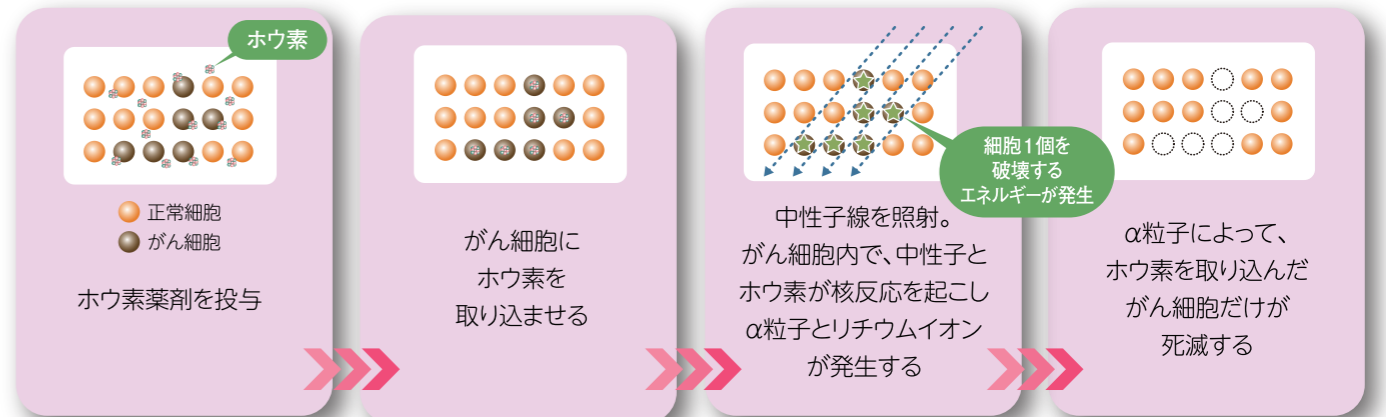 ホウ素
正常細胞
がん細胞
ホウ素薬剤を投与
がん細胞に
ホウ素を
取り込ませる
細胞1個を
破壊する
エネルギーが発生
中性子線を照射。
がん細胞内で、中性子と
ホウ素が核反応を起こし
α粒子とリチウムイオン
が発生する
α粒子によって、
ホウ素を取り込んだ
がん細胞だけが
死滅する